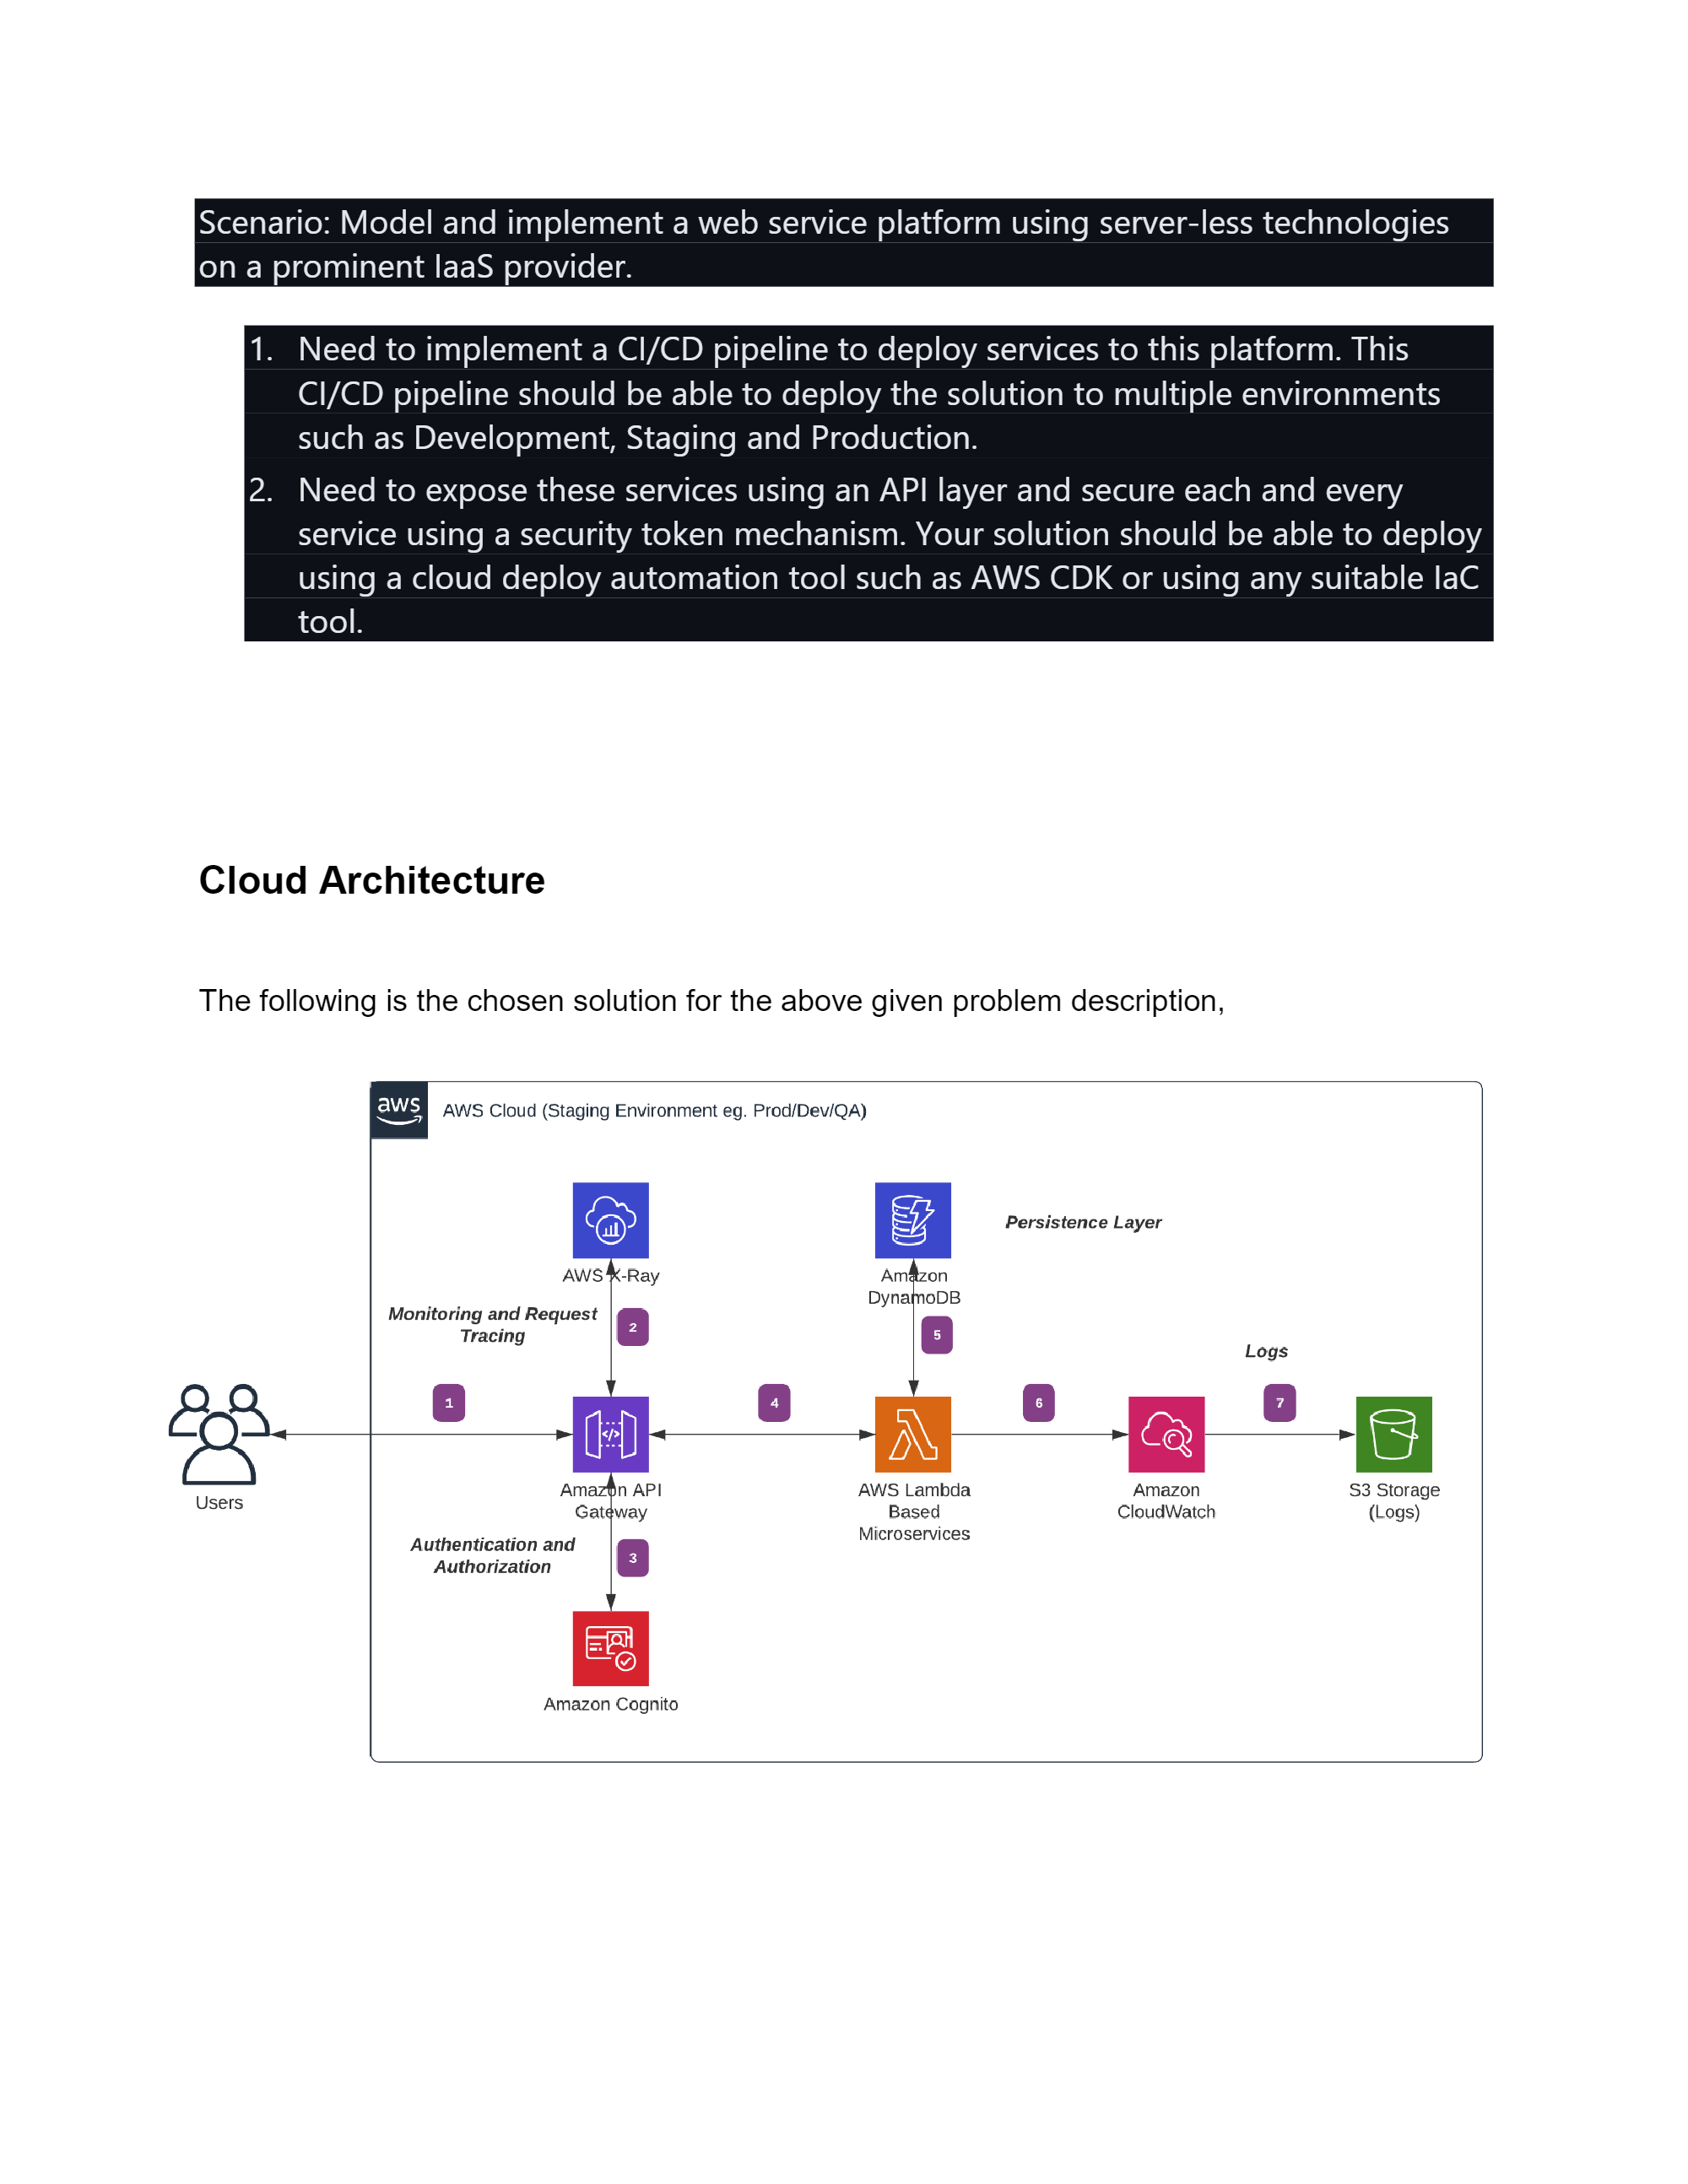 Scenario: Model and implement a web service platform using server-less technologies
on a prominent IaaS provider.
1. Need to implement a CI/CD pipeline to deploy services to this platform. This
CI/CD pipeline should be able to deploy the solution to multiple environments
such as Development, Staging and Production.
2. Need to expose these services using an API layer and secure each and every
service using a security token mechanism. Your solution should be able to deploy
using a cloud deploy automation tool such as AWS CDK or using any suitable IaC
tool.
Cloud Architecture
The following is the chosen solution for the above given problem description,
aws
AWS Cloud (Staging Environment eg. Prod/Dev/QA)
Persistence Layer
AWS X-Ray
Amazon
DynamoDB
Monitoring and Request
Tracing
2
5
Logs
1
4
6
7
Users
Amazon API
Gateway
AWS Lambda
Based
Microservices
Amazon
CloudWatch
S3 Storage
(Logs)
Authentication and
Authorization
3
Amazon Cognito